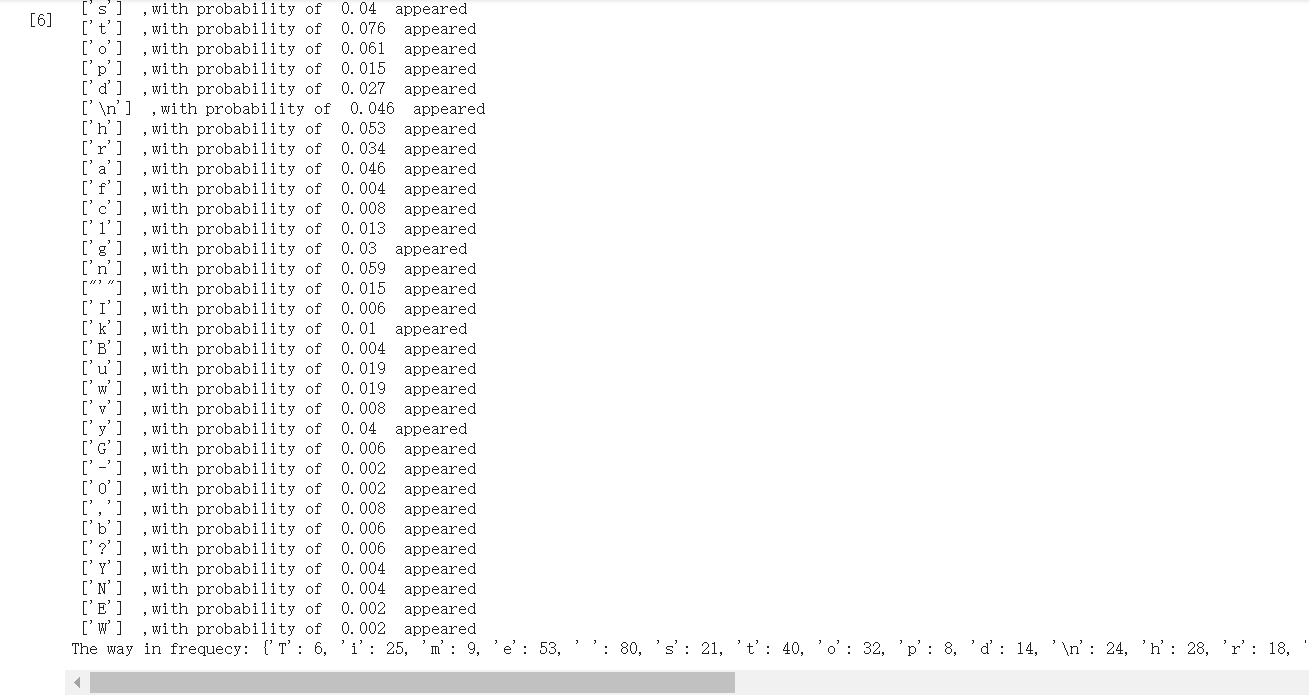 ['s']  ,with probability of  0.04  appeared
[6]
['t']  ,with probability of  0.076  appeared
['o']  ,with probability of  0.061  appeared
['p']  ,with probability of  0.015  appeared
['d']  ,with probability of  0.027  appeared
['\n']  ,with probability of  0.046  appeared
['h']  ,with probability of  0.053  appeared
['r']  ,with probability of  0.034  appeared
['a']  ,with probability of  0.046  appeared
['f']  ,with probability of  0.004  appeared
['c']  ,with probability of  0.008  appeared
['l']  ,with probability of  0.013  appeared
['g']  ,with probability of  0.03  appeared
['n']  ,with probability of  0.059  appeared
["'"]  ,with probability of  0.015  appeared
['I']  ,with probability of  0.006  appeared
['k']  ,with probability of  0.01  appeared
['B']  ,with probability of  0.004  appeared
['u']  ,with probability of  0.019  appeared
['w']  ,with probability of  0.019  appeared
['v']  ,with probability of  0.008  appeared
['y']  ,with probability of  0.04  appeared
['G']  ,with probability of  0.006  appeared
['-']  ,with probability of  0.002  appeared
['O']  ,with probability of  0.002  appeared
[',']  ,with probability of  0.008  appeared
['b']  ,with probability of  0.006  appeared
['?']  ,with probability of  0.006  appeared
['Y']  ,with probability of  0.004  appeared
['N']  ,with probability of  0.004  appeared
['E']  ,with probability of  0.002  appeared
['W']  ,with probability of  0.002  appeared
The way in frequecy: {'T': 6, 'i': 25, 'm': 9, 'e': 53, ' ': 80, 's': 21, 't': 40, 'o': 32, 'p': 8, 'd': 14, '\n': 24, 'h': 28, 'r': 18, '